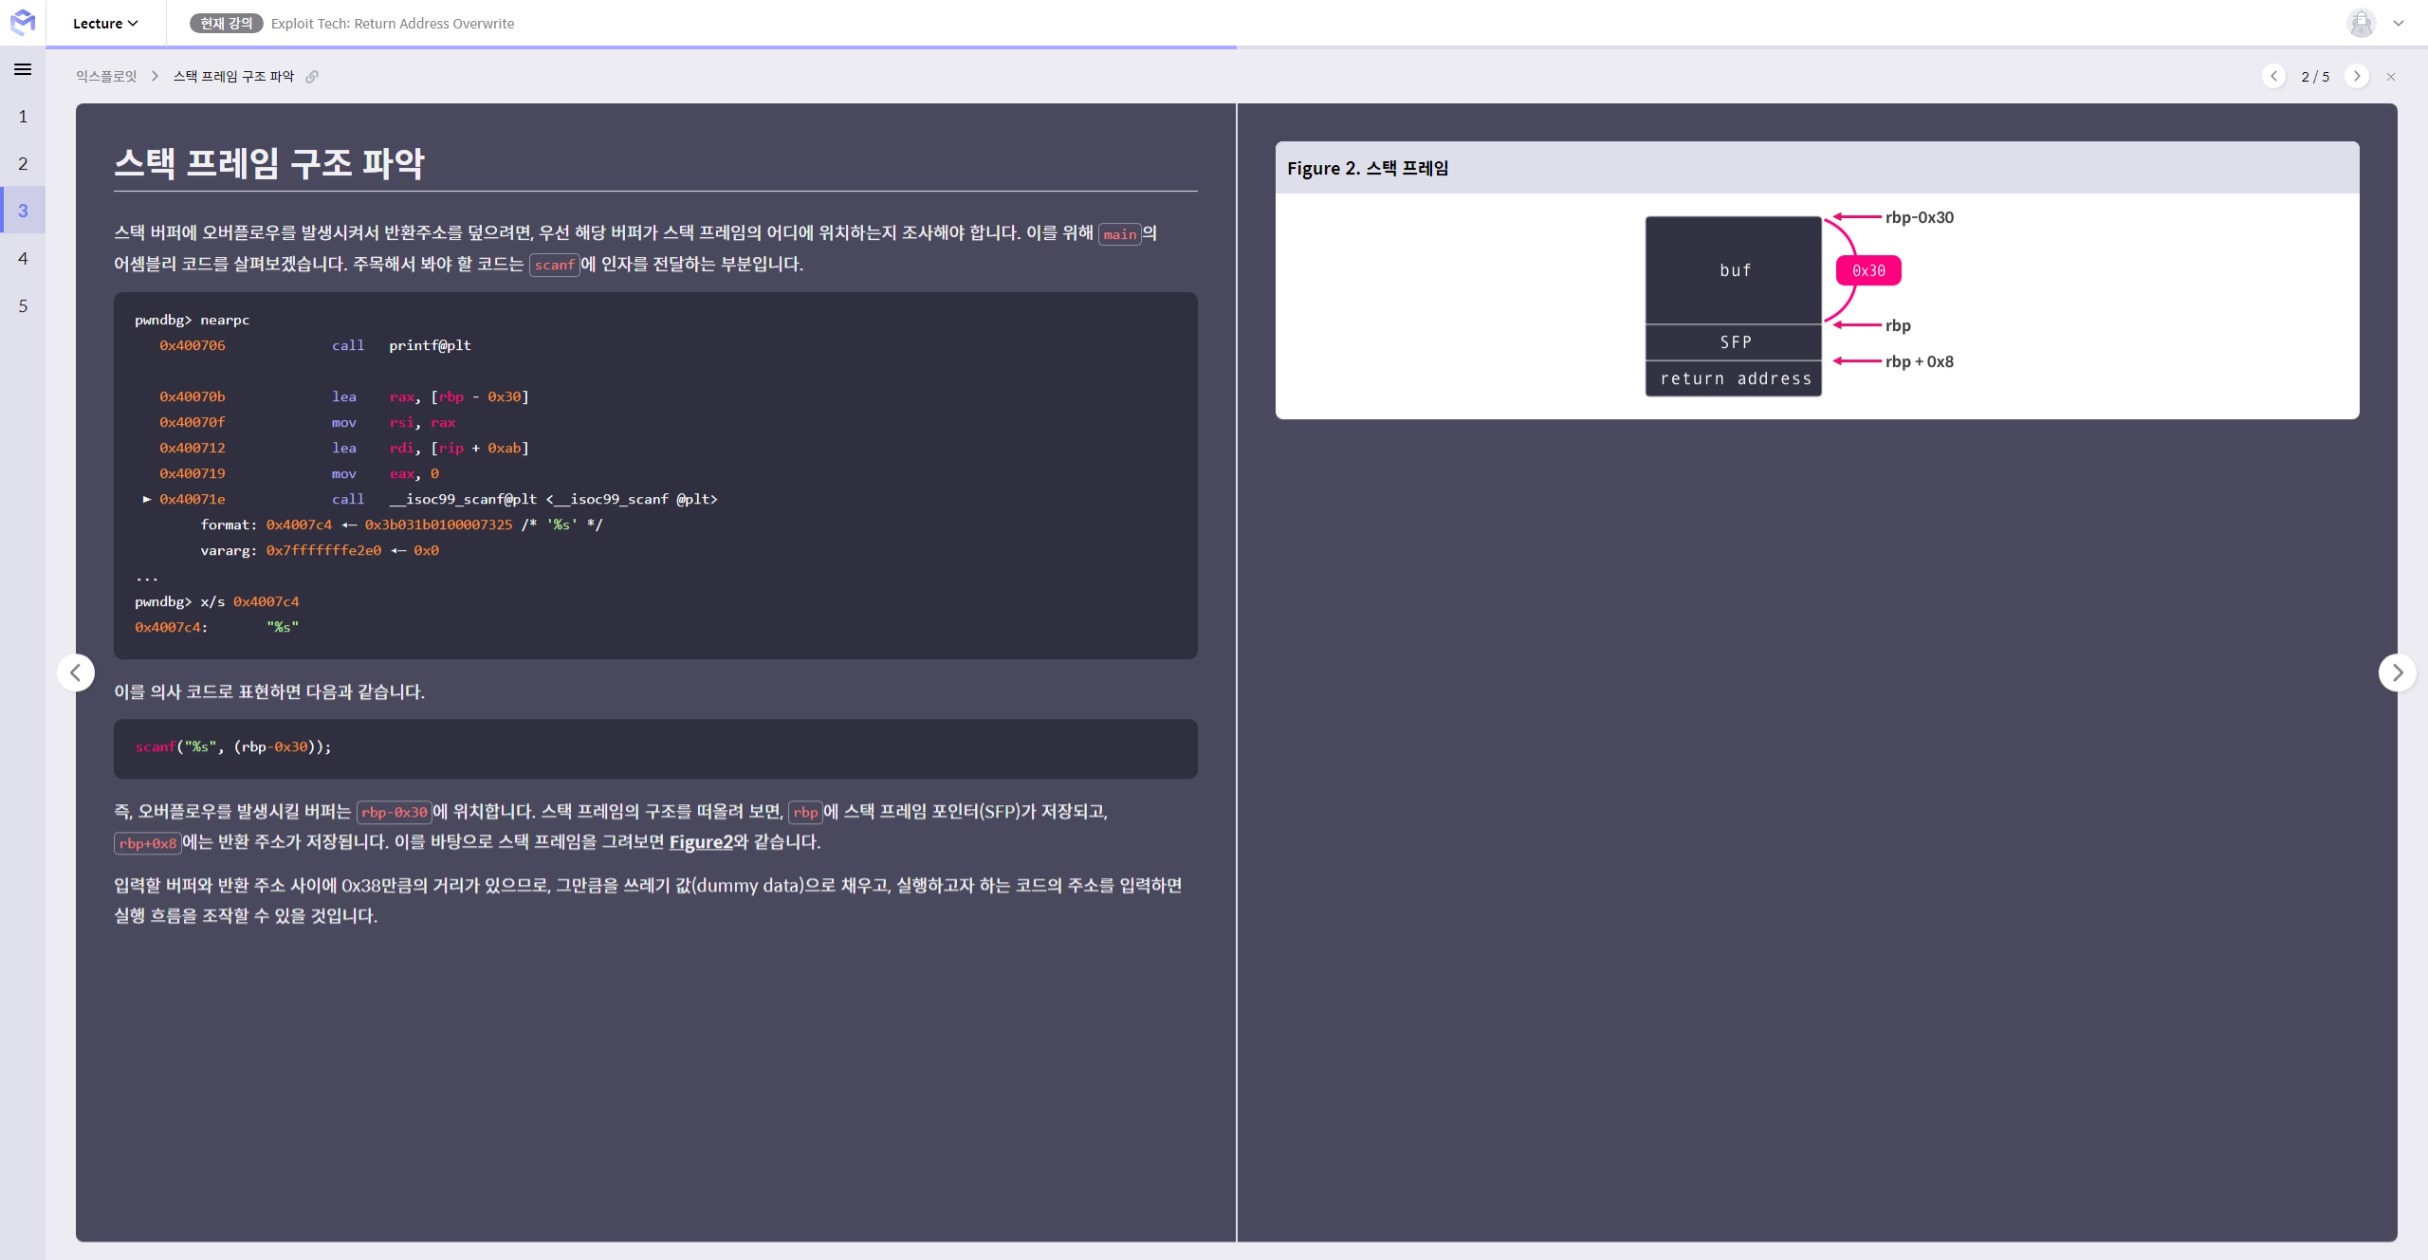 Lecture
현재 강의 Exploit Tech: Return Address Overwrite
익스플로잇 > 스택 프레임 구조 파악
2 / 5
1
2
3
4
5
스택 프레임 구조 파악
스택 버퍼에 오버플로우를 발생시켜서 반환주소를 덮으려면, 우선 해당 버퍼가 스택 프레임의 어디에 위치하는지 조사해야 합니다. 이를 위해 main의
어셈블리 코드를 살펴보겠습니다. 주목해서 봐야 할 코드는 scanf에 인자를 전달하는 부분입니다.
pwndbg> nearpc
0x400706 call printf@plt
0x40070b lea rax, [rbp - 0x30]
0x40070f mov rsi, rax
0x400712 lea rdi, [rip + 0xab]
0x400719 mov eax, 0
► 0x40071e call __isoc99_scanf@plt <__isoc99_scanf @plt>
format: 0x4007c4 ◂— 0x3b031b0100007325 /* '%s' */
vararg: 0x7fffffffe2e0 ◂— 0x0
...
pwndbg> x/s 0x4007c4
0x4007c4: "%s"
이를 의사 코드로 표현하면 다음과 같습니다.
scanf("%s", (rbp-0x30));
즉, 오버플로우를 발생시킬 버퍼는 rbp-0x30에 위치합니다. 스택 프레임의 구조를 떠올려 보면, rbp에 스택 프레임 포인터(SFP)가 저장되고,
rbp+0x8에는 반환 주소가 저장됩니다. 이를 바탕으로 스택 프레임을 그려보면 Figure2와 같습니다.
입력할 버퍼와 반환 주소 사이에 0x38만큼의 거리가 있으므로, 그만큼을 쓰레기 값(dummy data)으로 채우고, 실행하고자 하는 코드의 주소를 입력하면
실행 흐름을 조작할 수 있을 것입니다.
Figure 2. 스택 프레임
rbp-0x30
buf
0x30
rbp
SFP
rbp + 0x8
return address